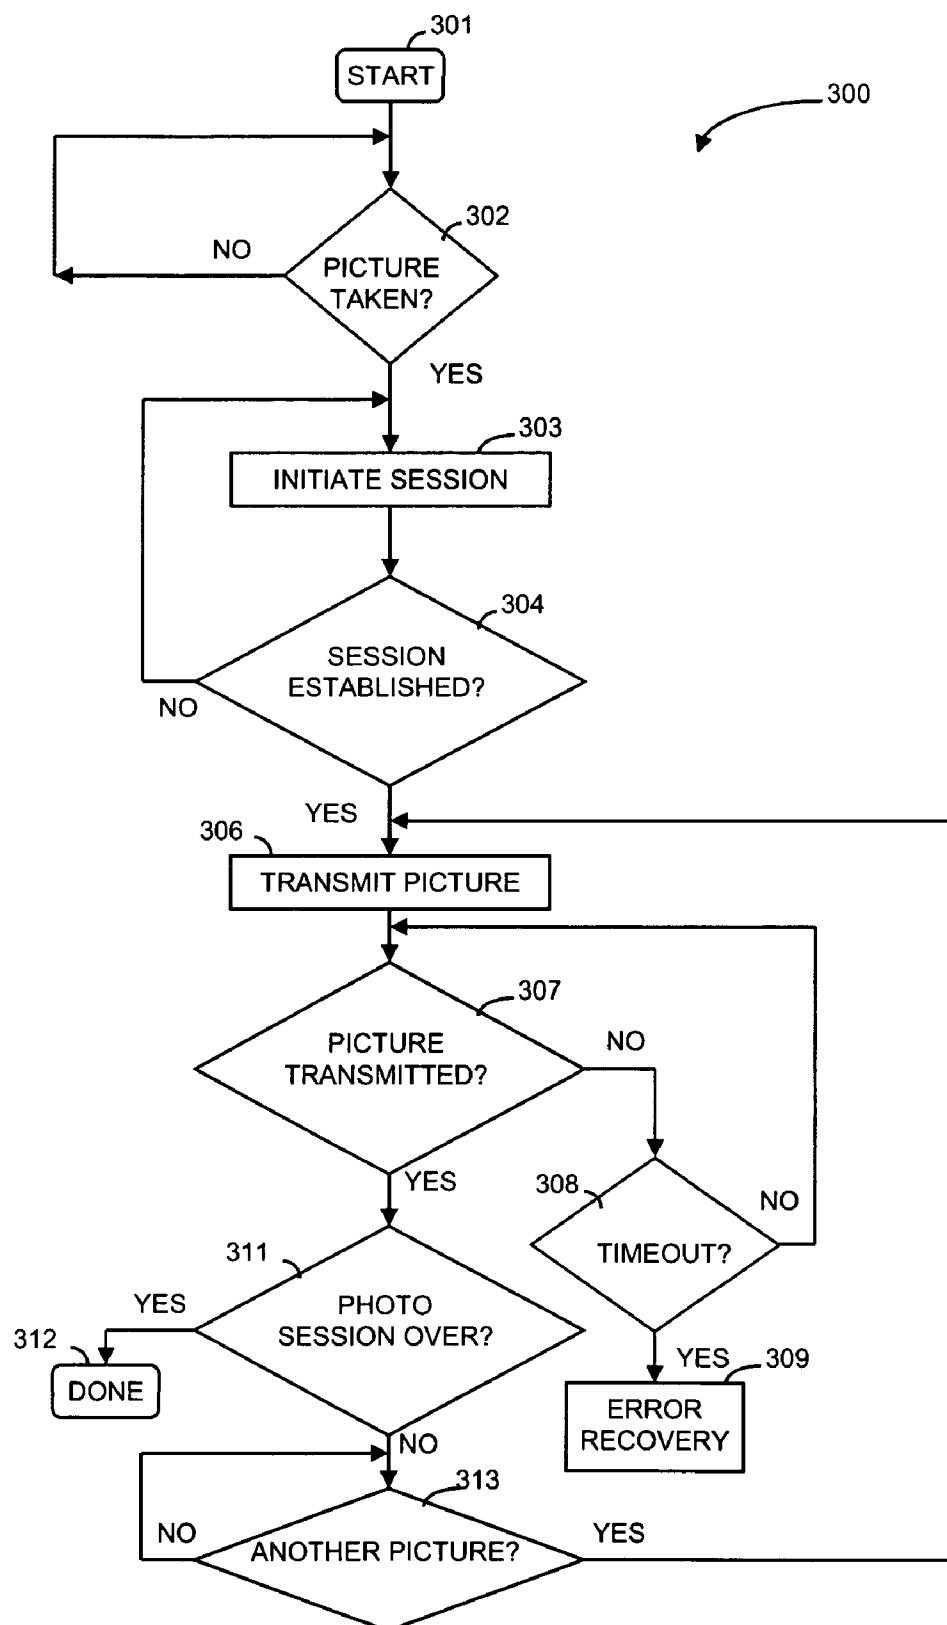 301
START
300
302
NO
PICTURE
TAKEN?
YES
303
INITIATE SESSION
304
SESSION
ESTABLISHED?
NO
YES
306
TRANSMIT PICTURE
307
PICTURE
TRANSMITTED?
NO
YES
308
NO
TIMEOUT?
311
PHOTO
SESSION OVER?
YES
312
DONE
YES
309
ERROR
RECOVERY
NO
313
NO
ANOTHER PICTURE?
YES